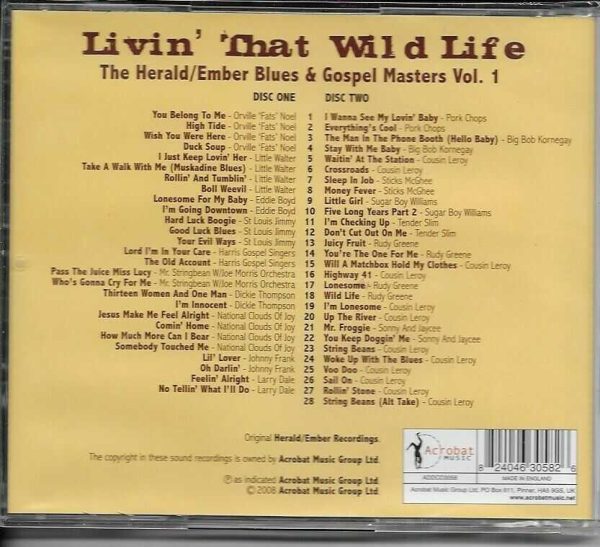 Livin' That Wild Life
The Herald/Ember Blues & Gospel Masters Vol. 1
DISC ONE
You Belong To Me - Orville 'Fats' Noel
High Tide - Orville 'Fats' Noel
Wish You Were Here - Orville 'Fats' Noel
Duck Soup - Orville 'Fats' Noel
I Just Keep Lovin' Her - Little Walter
Take A Walk With Me (Muskadine Blues) - Little Walter
Rollin' And Tumblin' - Little Walter
Boll Weevil - Little Walter
Lonesome For My Baby - Eddie Boyd
I'm Going Downtown - Eddie Boyd
Hard Luck Boogie - St Louis Jimmy
Good Luck Blues - St Louis Jimmy
Your Evil Ways - St Louis Jimmy
Lord I'm In Your Care - Harris Gospel Singers
The Old Account - Harris Gospel Singers
Pass The Juice Miss Lucy - Mr. Stringbean W/Joe Morris Orchestra
Who's Gonna Cry For Me - Mr. Stringbean W/Joe Morris Orchestra
Thirteen Women And One Man - Dickie Thompson
I'm Innocent - Dickie Thompson
Jesus Make Me Feel Alright - National Clouds Of Joy
Comin' Home - National Clouds Of Joy
How Much More Can I Bear - National Clouds Of Joy
Somebody Touched Me - National Clouds Of Joy
Lil' Lover - Johnny Frank
Oh Darlin' - Johnny Frank
Feelin' Alright - Larry Dale
No Tellin' What I'll Do - Larry Dale
DISC TWO
1 I Wanna See My Lovin' Baby - Pork Chops
2 Everything's Cool - Pork Chops
3 The Man In The Phone Booth (Hello Baby) - Big Bob Kornegay
4 Stay With Me Baby - Big Bob Kornegay
5 Waitin' At The Station - Cousin Leroy
6 Crossroads - Cousin Leroy
7 Sleep In Job - Sticks McGhee
8 Money Fever - Sticks McGhee
9 Little Girl - Sugar Boy Williams
10 Five Long Years Part 2 - Sugar Boy Williams
11 I'm Checking Up - Tender Slim
12 Don't Cut Out On Me - Tender Slim
13 Juicy Fruit - Rudy Greene
14 You're The One For Me - Rudy Greene
15 Will A Matchbox Hold My Clothes - Cousin Leroy
16 Highway 41 - Cousin Leroy
17 Lonesome - Rudy Greene
18 Wild Life - Rudy Greene
19 I'm Lonesome - Cousin Leroy
20 Up The River - Cousin Leroy
21 Mr. Froggie - Sonny And Jaycee
22 You Keep Doggin' Me - Sonny And Jaycee
23 String Beans - Cousin Leroy
24 Woke Up With The Blues - Cousin Leroy
25 Voo Doo - Cousin Leroy
26 Sail On - Cousin Leroy
27 Rollin' Stone - Cousin Leroy
28 String Beans (Alt Take) - Cousin Leroy
Original Herald/Ember Recordings.
The copyright in these sound recordings is owned by Acrobat Music Group Ltd.
Ⓟ as indicated Acrobat Music Group Ltd.
© 2008 Acrobat Music Group Ltd.
Acrobat
MUSIC
8 24046 30582 6
ADDCD3058
MADE IN ENGLAND
Acrobat Music Group Ltd. PO Box 811, Pinner, HA5 9GS, UK
www.acrobatmusic.net